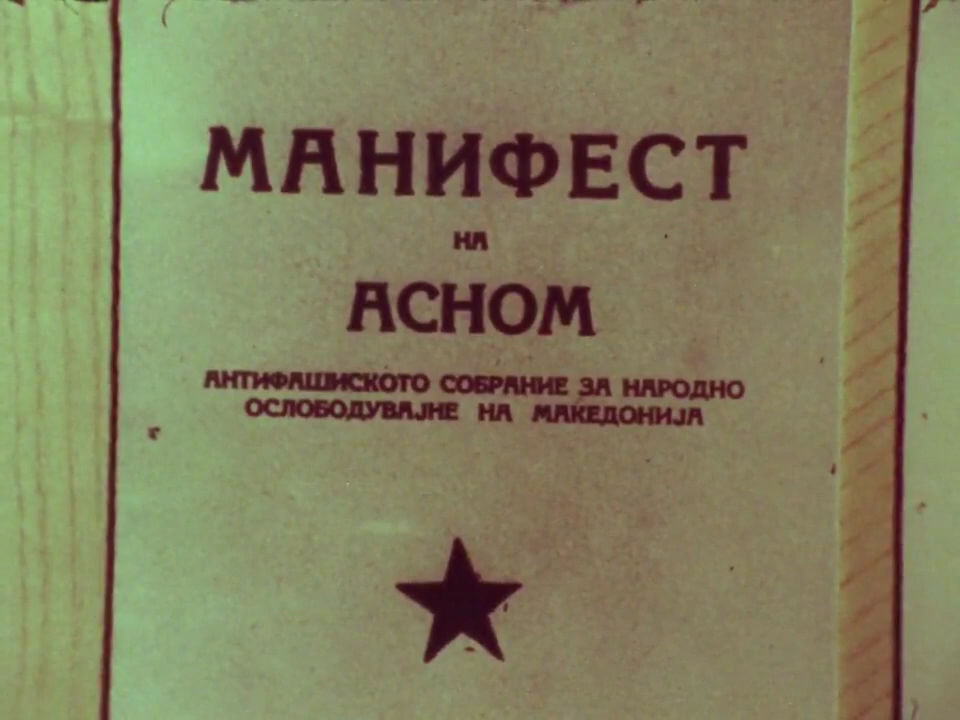 МАНИФЕСТ
НА
АСНОМ
АНТИФАШИСКОТО СОБРАНИЕ ЗА НАРОДНО
ОСЛОБОДУВАЈНЕ НА МАКЕДОНИЈА